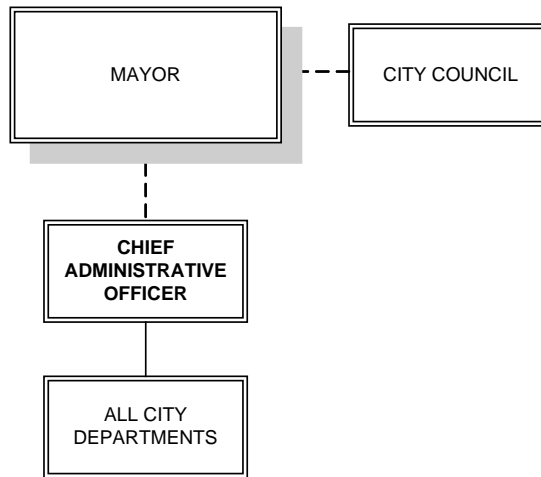 MAYOR
CITY COUNCIL
CHIEF
ADMINISTRATIVE
OFFICER
ALL CITY
DEPARTMENTS